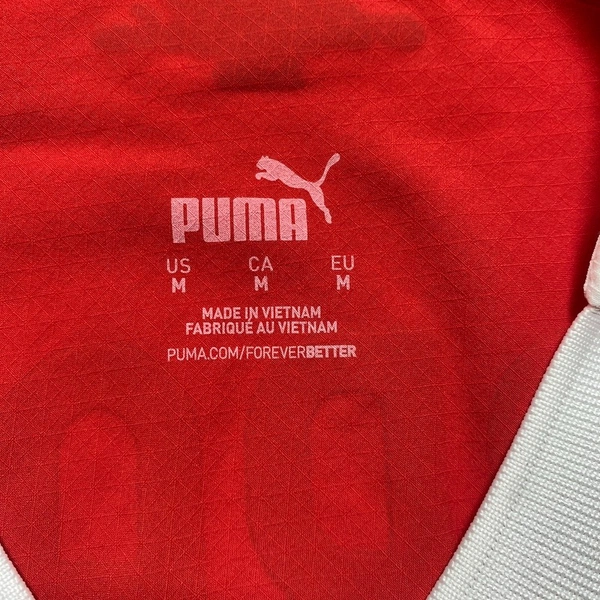 PUMA
US CA EU
M M M
MADE IN VIETNAM
FABRIQUÉ AU VIETNAM
PUMA.COM/FOREVERBETTER